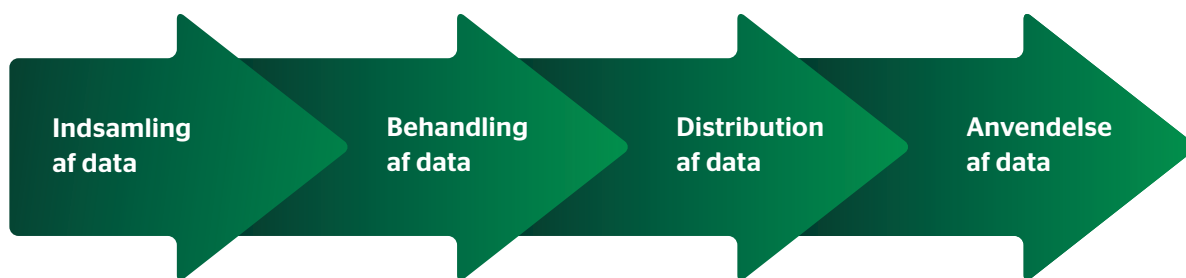 Indsamling
af data
Behandling
af data
Distribution
af data
Anvendelse
af data